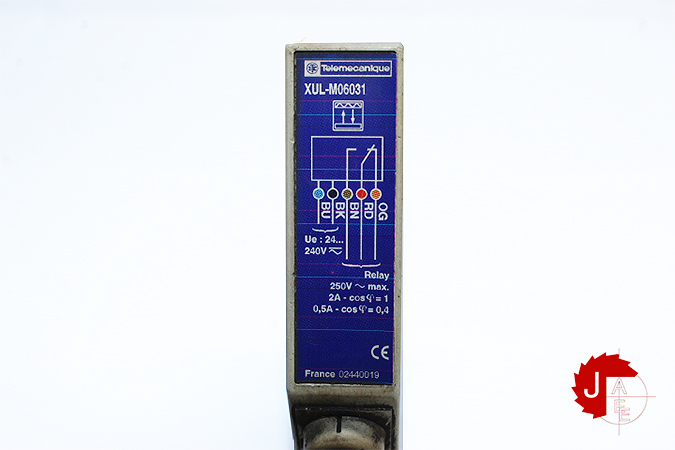 Telemecanique
XUL-M06031
BU BK BN RD OG
Ue : 24...
240V
Relay
250V ~ max.
2A - cos φ = 1
0,5A - cos φ = 0,4
CE
France 02440019
J A E E